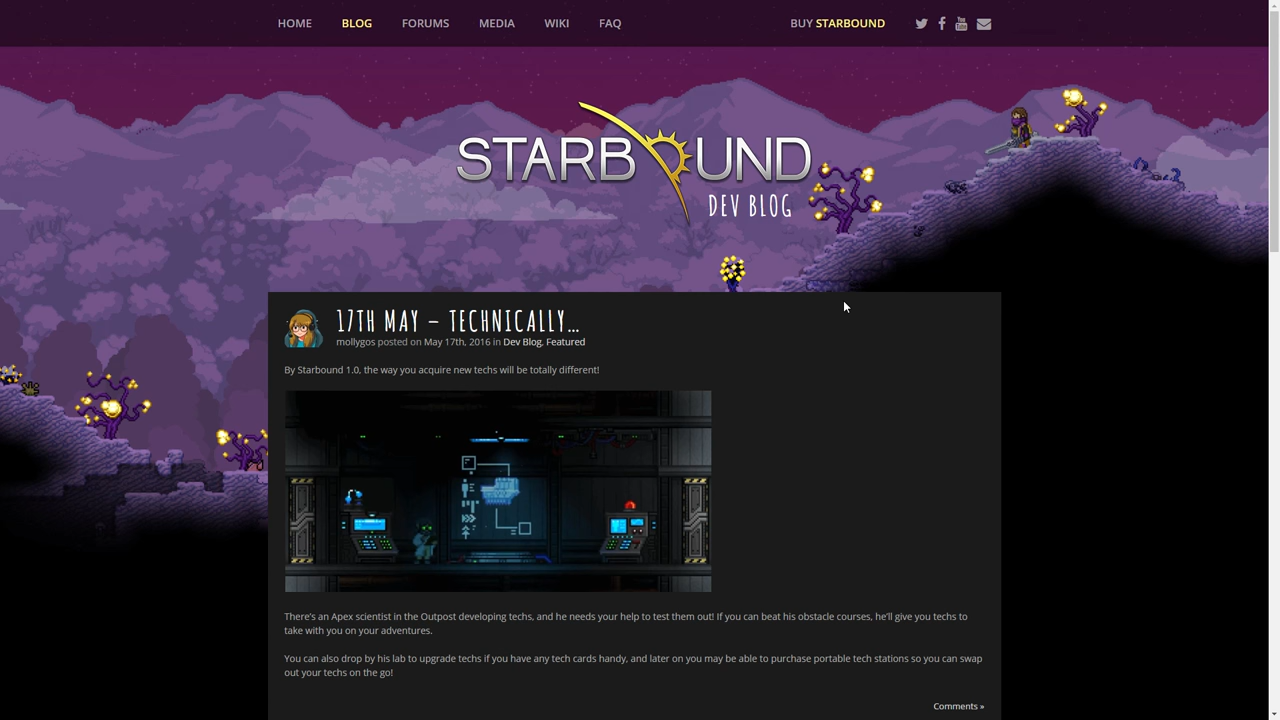 HOME BLOG FORUMS MEDIA WIKI FAQ BUY STARBOUND
STARBOUND
DEV BLOG
17TH MAY – TECHNICALLY…
mollygos posted on May 17th, 2016 in Dev Blog, Featured
By Starbound 1.0, the way you acquire new techs will be totally different!
There's an Apex scientist in the Outpost developing techs, and he needs your help to test them out! If you can beat his obstacle courses, he'll give you techs to
take with you on your adventures.
You can also drop by his lab to upgrade techs if you have any tech cards handy, and later on you may be able to purchase portable tech stations so you can swap
out your techs on the go!
Comments »